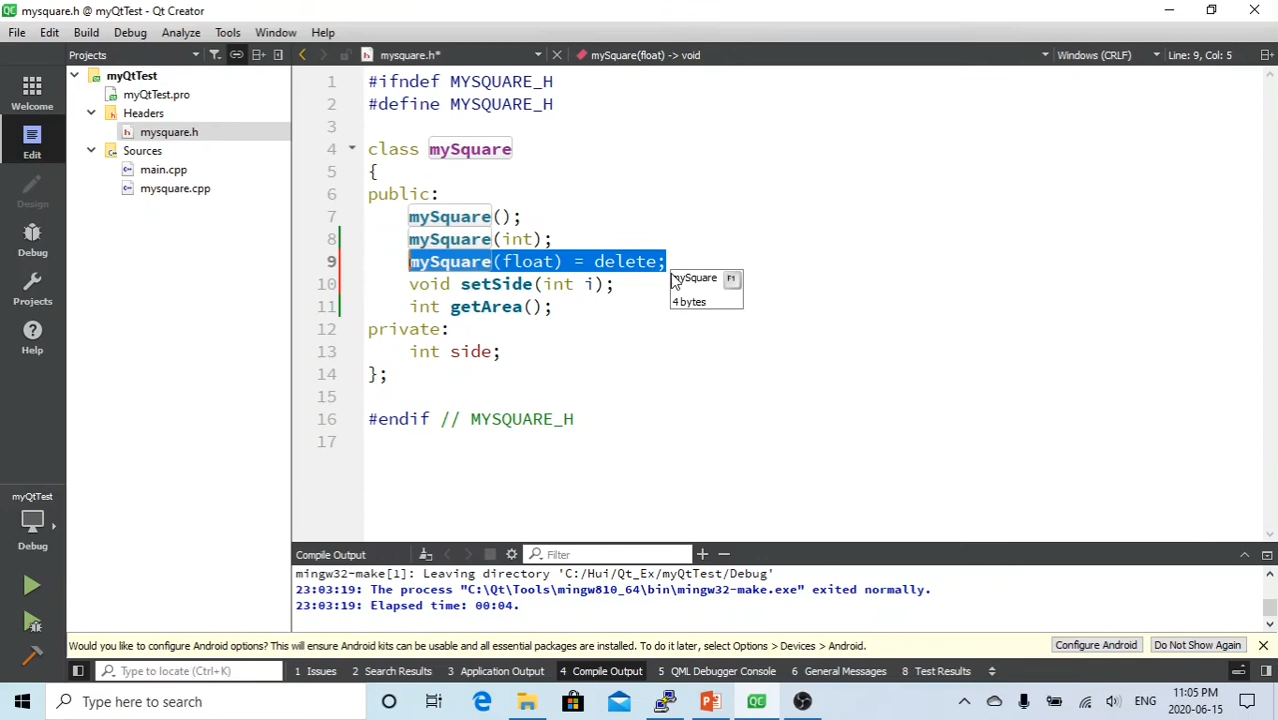 mysquare.h @ myQtTest - Qt Creator
File Edit Build Debug Analyze Tools Window Help
Projects mysquare.h* mySquare(float) -> void Windows (CRLF) Line: 9, Col: 5
myQtTest
myQtTest.pro
Headers
mysquare.h
Sources
main.cpp
mysquare.cpp
Welcome
Edit
Design
Debug
Projects
Help
myQtTest
Debug
1 #ifndef MYSQUARE_H
2 #define MYSQUARE_H
3
4 class mySquare
5 {
6 public:
7 mySquare();
8 mySquare(int);
9 mySquare(float) = delete;
10 void setSide(int i);
11 int getArea();
12 private:
13 int side;
14 };
15
16 #endif // MYSQUARE_H
17
mySquare F1
4 bytes
Compile Output Filter
mingw32-make[1]: Leaving directory 'C:/Hui/Qt_Ex/myQtTest/Debug'
23:03:19: The process "C:\Qt\Tools\mingw810_64\bin\mingw32-make.exe" exited normally.
23:03:19: Elapsed time: 00:04.
Would you like to configure Android options? This will ensure Android kits can be usable and all essential packages are installed. To do it later, select Options > Devices > Android. Configure Android Do Not Show Again
Type to locate (Ctrl+K) 1 Issues 2 Search Results 3 Application Output 4 Compile Output 5 QML Debugger Console 6 General Messages 8 Test Results
Type here to search
ENG
11:05 PM
2020-06-15